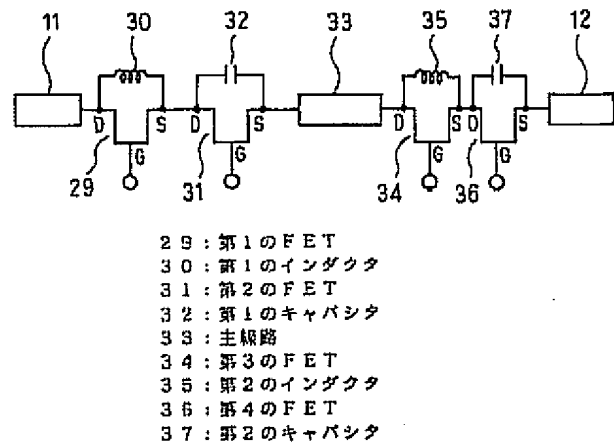 11 30 32 33 35 37 12
D S D S D S D S
G G G G
29 31 34 36
29:第1のFET
30:第1のインダクタ
31:第2のFET
32:第1のキャパシタ
33:主線路
34:第3のFET
35:第2のインダクタ
36:第4のFET
37:第2のキャパシタ